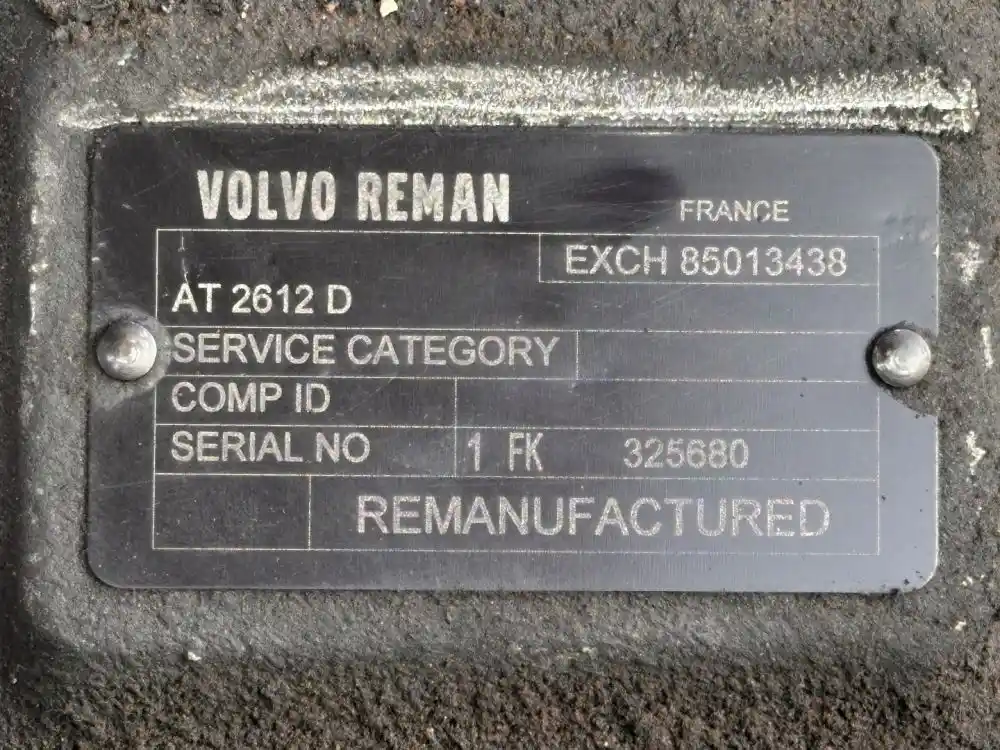 VOLVO REMAN
FRANCE
EXCH 85013438
AT 2612 D
SERVICE CATEGORY
COMP ID
SERIAL NO 1 FK 325680
REMANUFACTURED